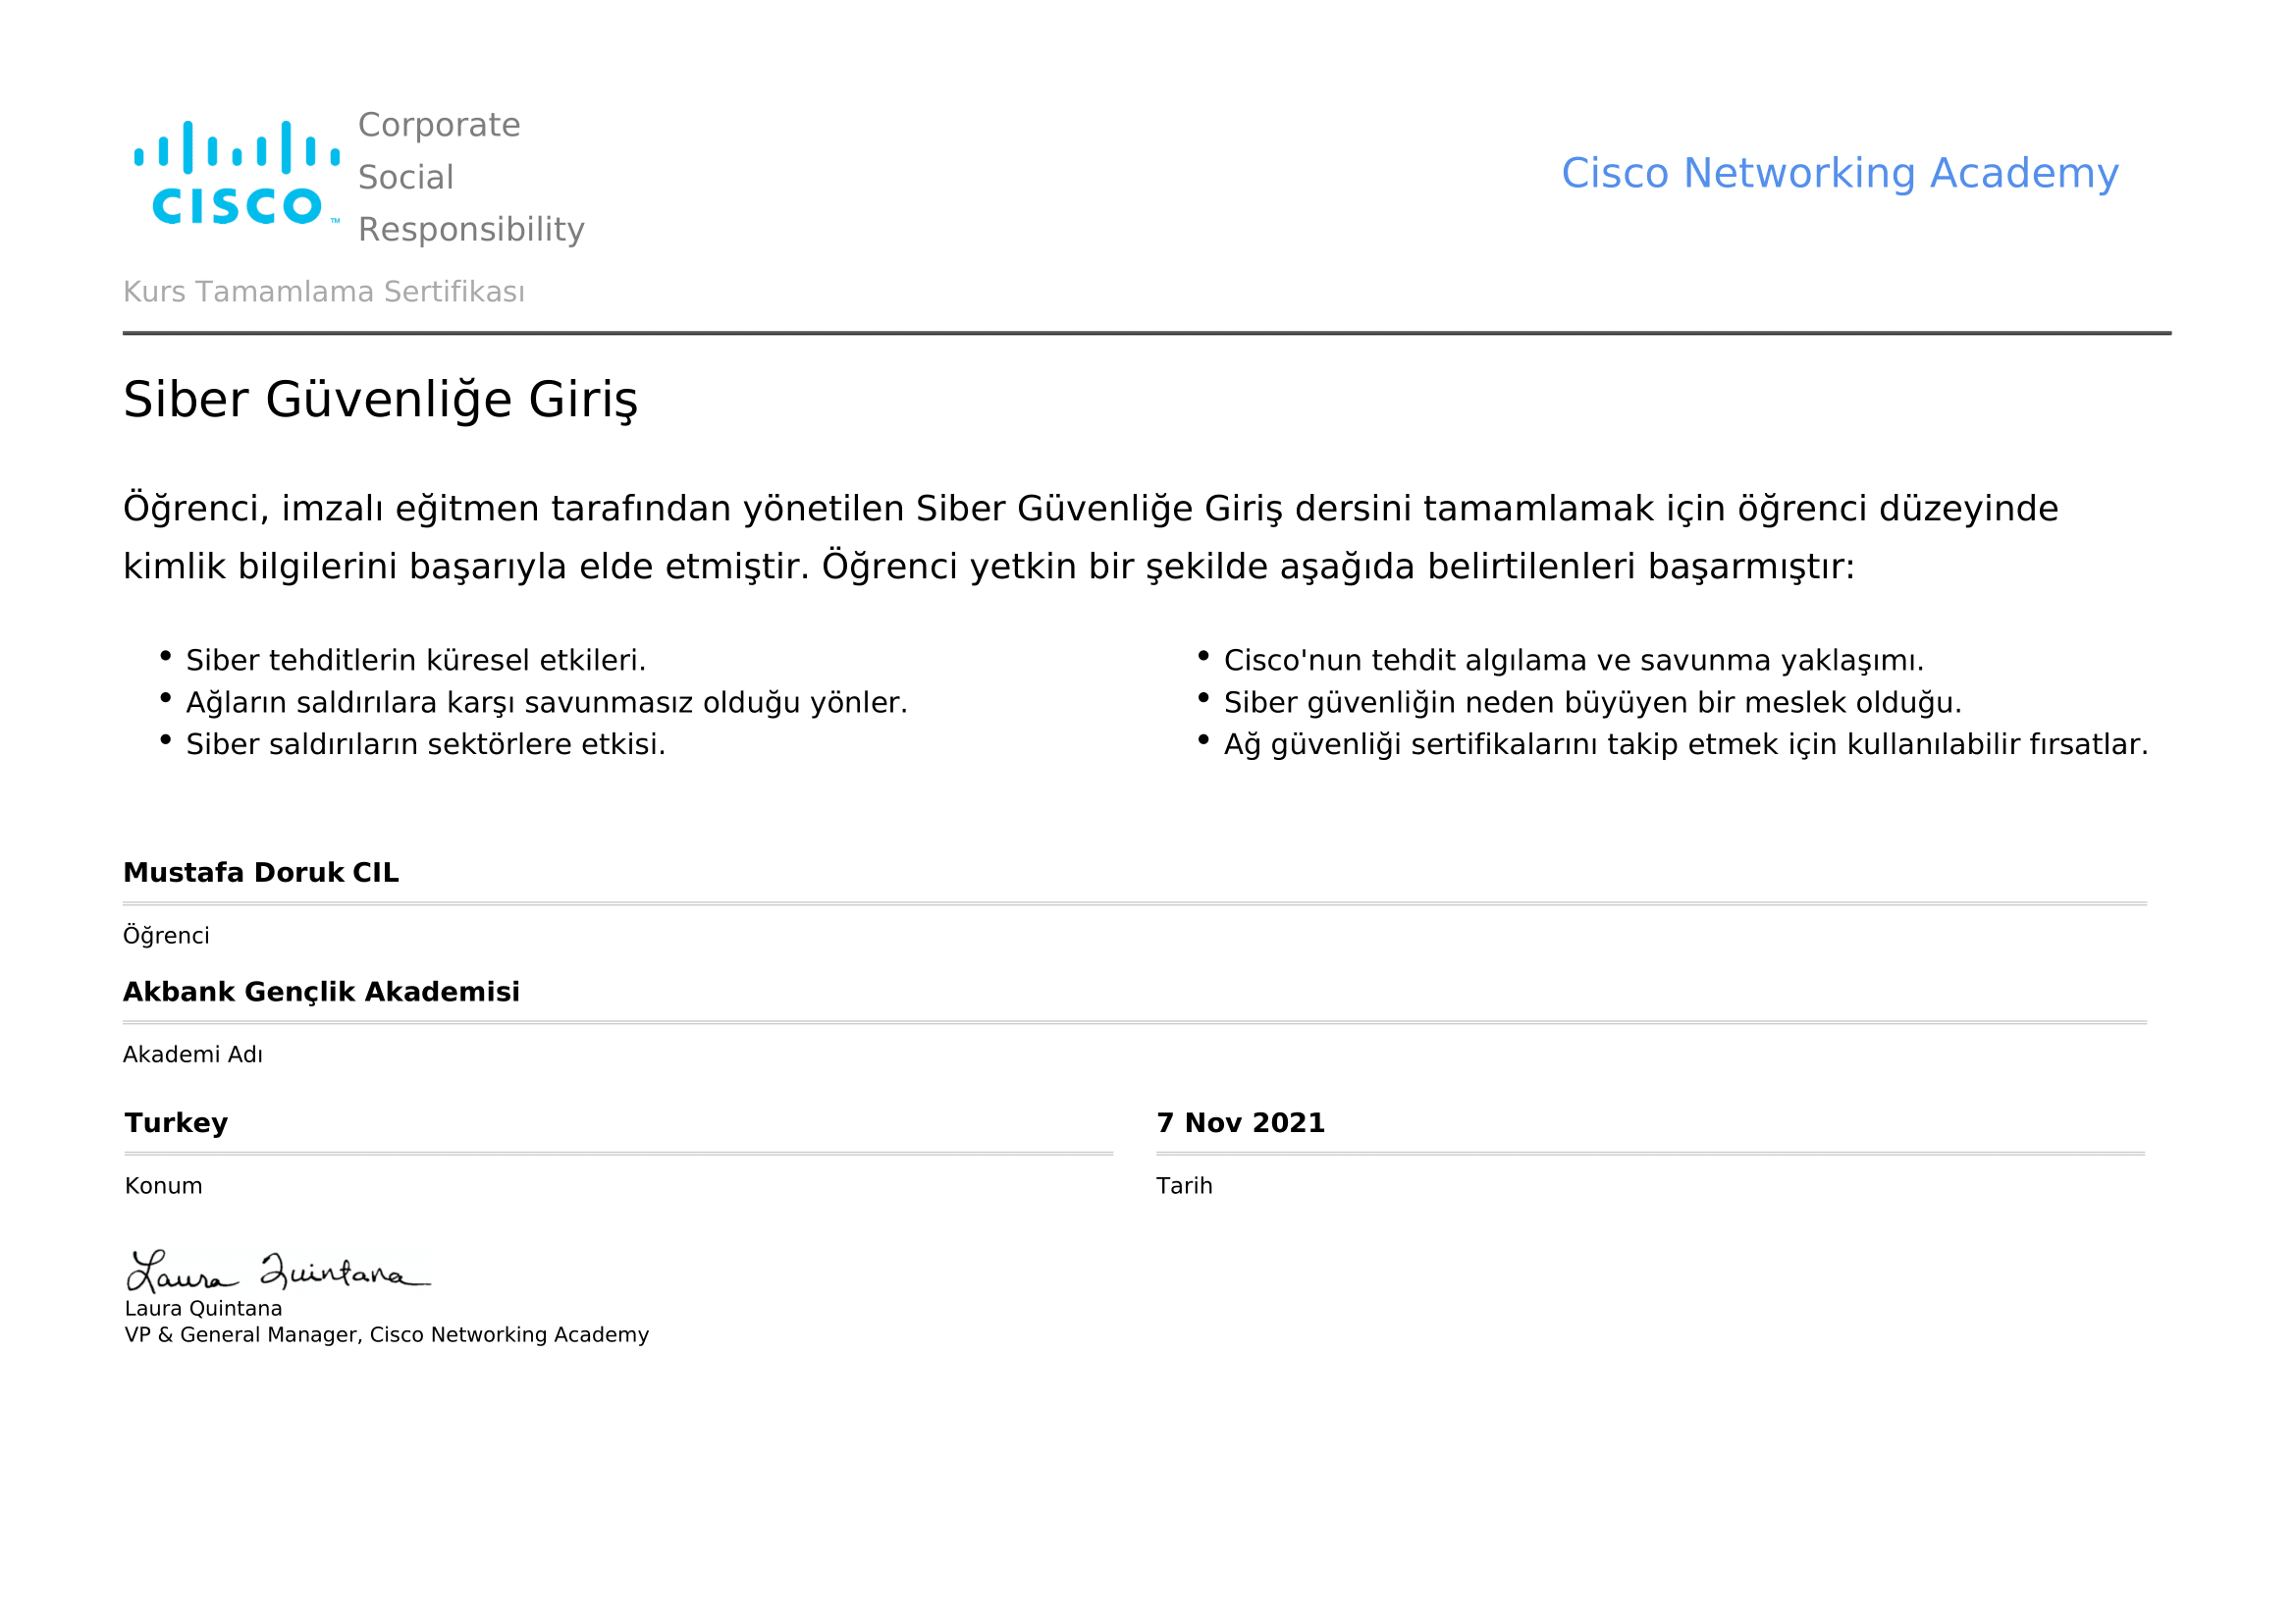 CISCO™
Corporate
Social
Responsibility
Cisco Networking Academy
Kurs Tamamlama Sertifikası
Siber Güvenliğe Giriş
Öğrenci, imzalı eğitmen tarafından yönetilen Siber Güvenliğe Giriş dersini tamamlamak için öğrenci düzeyinde
kimlik bilgilerini başarıyla elde etmiştir. Öğrenci yetkin bir şekilde aşağıda belirtilenleri başarmıştır:
• Siber tehditlerin küresel etkileri.
• Ağların saldırılara karşı savunmasız olduğu yönler.
• Siber saldırıların sektörlere etkisi.
• Cisco'nun tehdit algılama ve savunma yaklaşımı.
• Siber güvenliğin neden büyüyen bir meslek olduğu.
• Ağ güvenliği sertifikalarını takip etmek için kullanılabilir fırsatlar.
Mustafa Doruk CIL
Öğrenci
Akbank Gençlik Akademisi
Akademi Adı
Turkey
Konum
7 Nov 2021
Tarih
Laura Quintana
Laura Quintana
VP & General Manager, Cisco Networking Academy